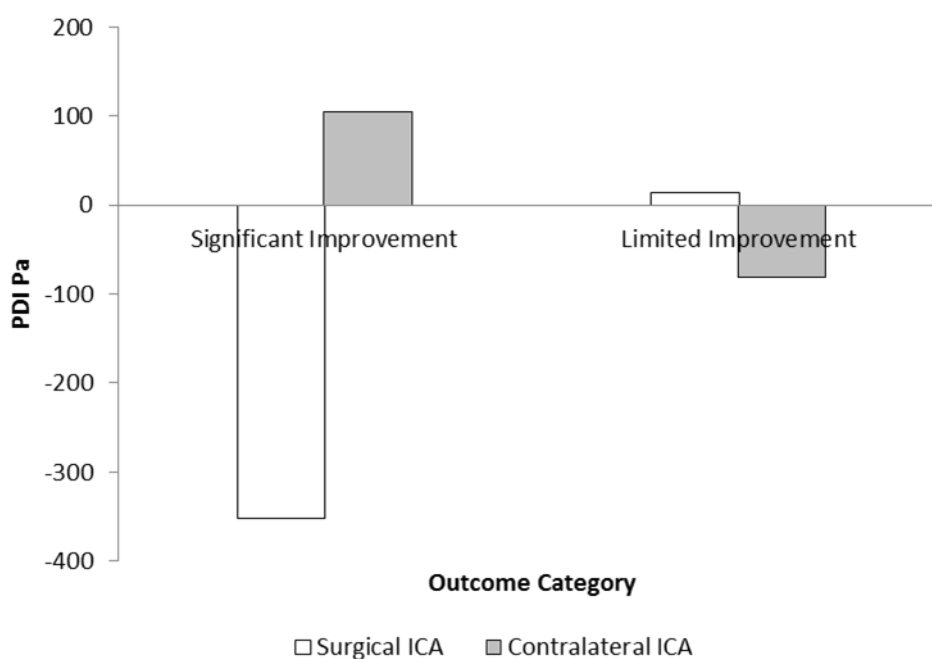 200
100
0
-100
-200
-300
-400
PDI Pa
Significant Improvement
Limited Improvement
Outcome Category
Surgical ICA
Contralateral ICA